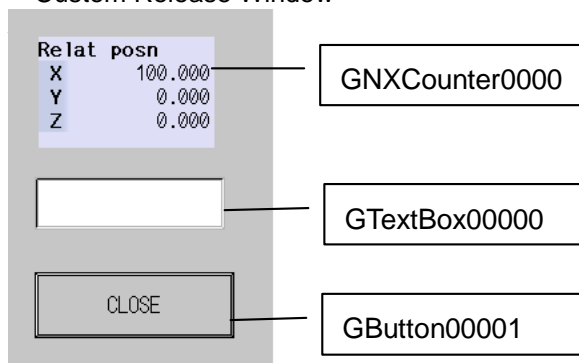 Custom Release Window
Relat posn
X 100.000
Y 0.000
Z 0.000
CLOSE
GNXCounter0000
GTextBox00000
GButton00001